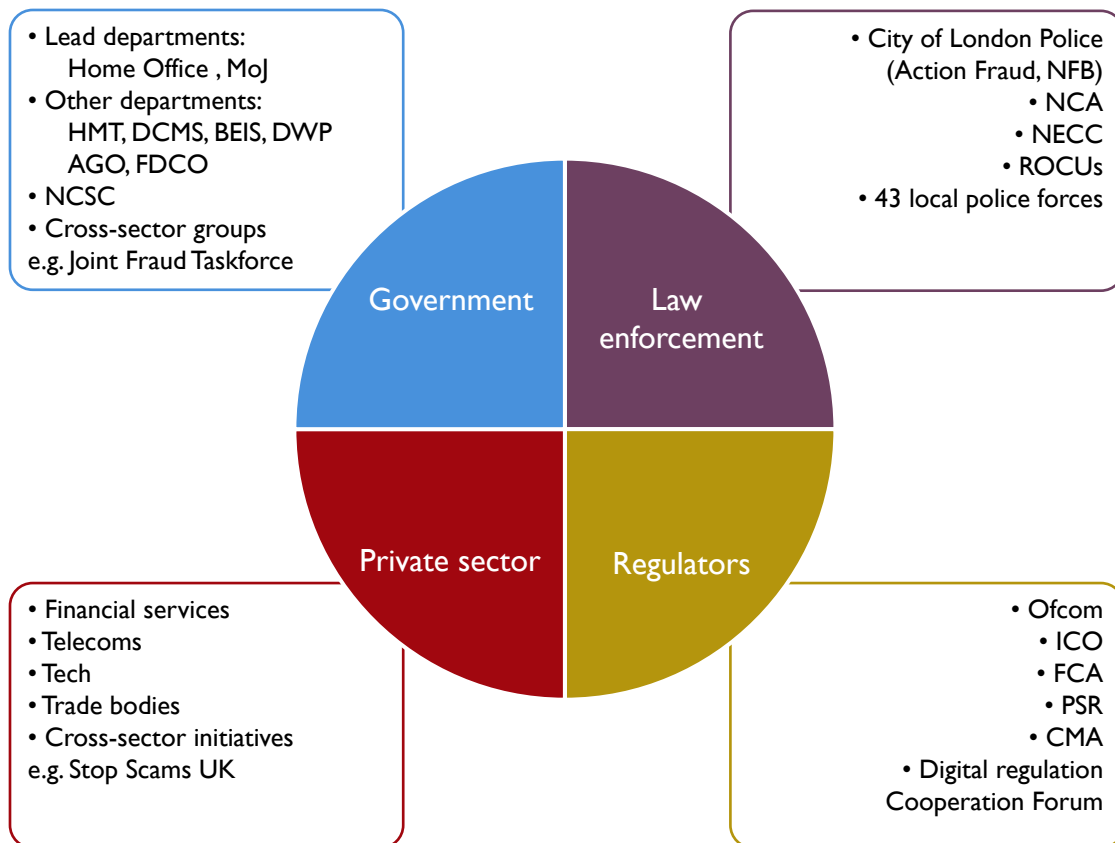 • Lead departments:
Home Office , MoJ
• Other departments:
HMT, DCMS, BEIS, DWP
AGO, FDCO
• NCSC
• Cross-sector groups
e.g. Joint Fraud Taskforce
• City of London Police
(Action Fraud, NFB)
• NCA
• NECC
• ROCUs
• 43 local police forces
Government
Law
enforcement
Private sector
Regulators
• Financial services
• Telecoms
• Tech
• Trade bodies
• Cross-sector initiatives
e.g. Stop Scams UK
• Ofcom
• ICO
• FCA
• PSR
• CMA
• Digital regulation
Cooperation Forum